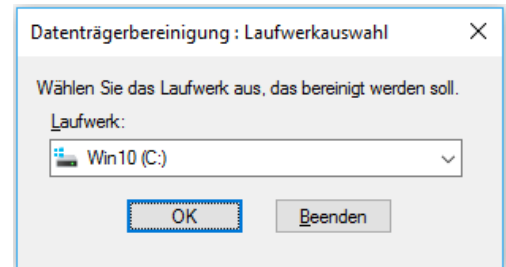 Datenträgerbereinigung : Laufwerkauswahl
Wählen Sie das Laufwerk aus, das bereinigt werden soll.
Laufwerk:
Win10 (C:)
OK Beenden